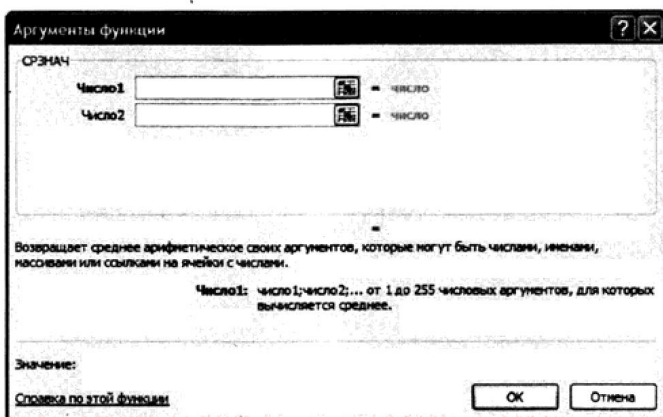 Аргументы функции
СРЗНАЧ
Число1 = число
Число2 = число
=
Возвращает среднее арифметическое своих аргументов, которые могут быть числами, именами,
массивами или ссылками на ячейки с числами.
Число1: число1;число2;... от 1 до 255 числовых аргументов, для которых
вычисляется среднее.
Значение:
Справка по этой функции
ОК
Отмена